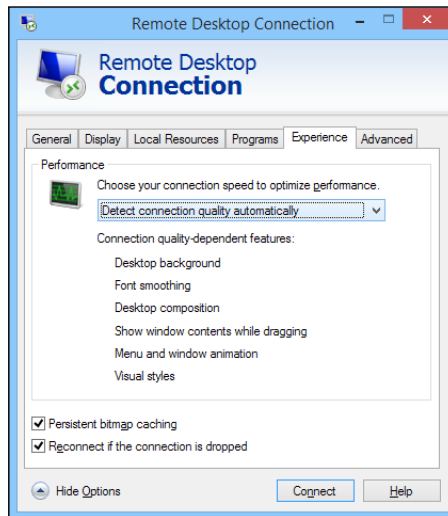 Remote Desktop Connection
Remote Desktop
Connection
General Display Local Resources Programs Experience Advanced
Performance
Choose your connection speed to optimize performance.
Detect connection quality automatically
Connection quality-dependent features:
Desktop background
Font smoothing
Desktop composition
Show window contents while dragging
Menu and window animation
Visual styles
Persistent bitmap caching
Reconnect if the connection is dropped
Hide Options Connect Help